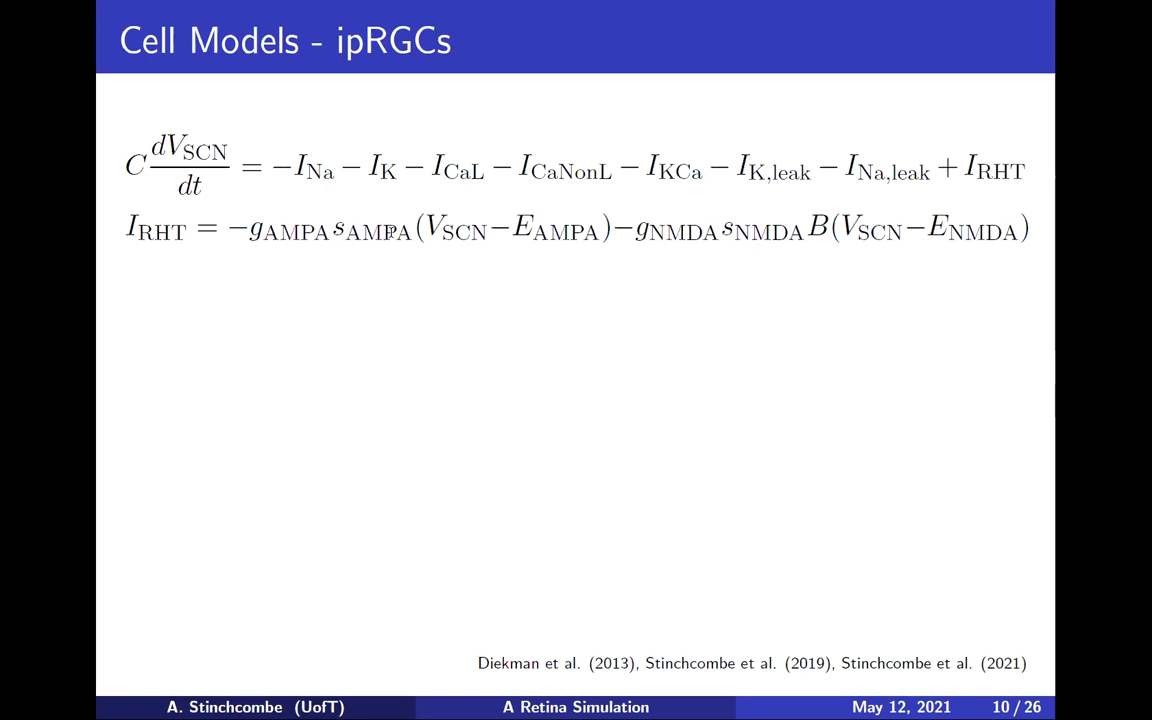 Cell Models - ipRGCs
C dV_SCN/dt = −I_Na − I_K − I_CaL − I_CaNonL − I_KCa − I_K,leak − I_Na,leak + I_RHT
I_RHT = −g_AMPA s_AMPA (V_SCN−E_AMPA)−g_NMDA s_NMDA B(V_SCN−E_NMDA)
Diekman et al. (2013), Stinchcombe et al. (2019), Stinchcombe et al. (2021)
A. Stinchcombe (UofT) A Retina Simulation May 12, 2021 10 / 26